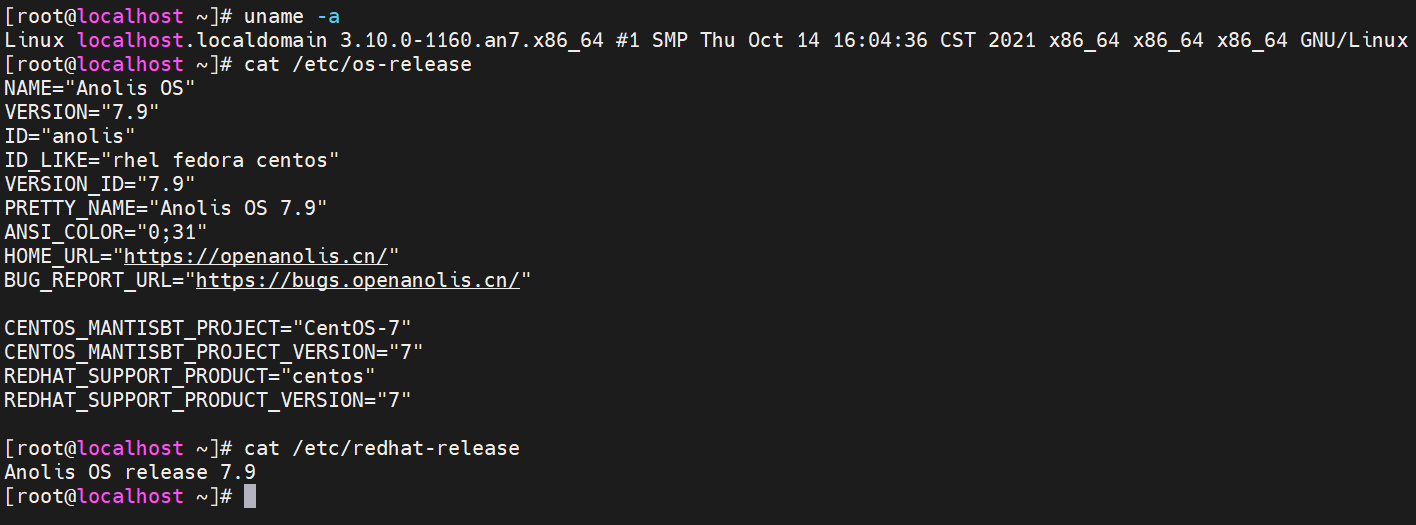 [root@localhost ~]# uname -a
Linux localhost.localdomain 3.10.0-1160.an7.x86_64 #1 SMP Thu Oct 14 16:04:36 CST 2021 x86_64 x86_64 x86_64 GNU/Linux
[root@localhost ~]# cat /etc/os-release
NAME="Anolis OS"
VERSION="7.9"
ID="anolis"
ID_LIKE="rhel fedora centos"
VERSION_ID="7.9"
PRETTY_NAME="Anolis OS 7.9"
ANSI_COLOR="0;31"
HOME_URL="https://openanolis.cn/"
BUG_REPORT_URL="https://bugs.openanolis.cn/"
CENTOS_MANTISBT_PROJECT="CentOS-7"
CENTOS_MANTISBT_PROJECT_VERSION="7"
REDHAT_SUPPORT_PRODUCT="centos"
REDHAT_SUPPORT_PRODUCT_VERSION="7"
[root@localhost ~]# cat /etc/redhat-release
Anolis OS release 7.9
[root@localhost ~]#